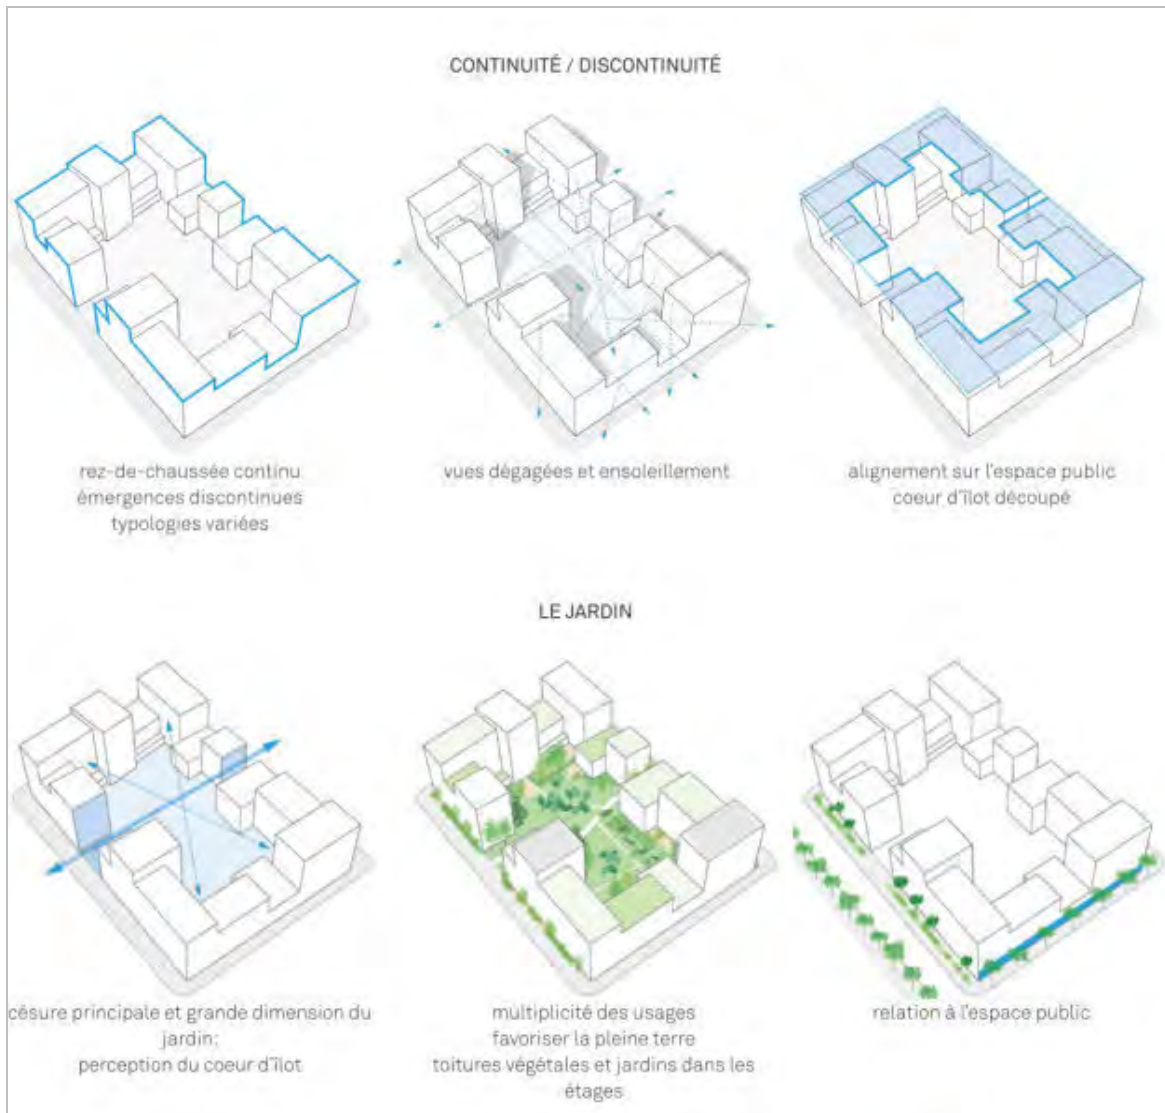 CONTINUITÉ / DISCONTINUITÉ
rez-de-chaussée continu
émergences discontinues
typologies variées
vues dégagées et ensoleillement
alignement sur l'espace public
coeur d'îlot découpé
LE JARDIN
césure principale et grande dimension du
jardin:
perception du coeur d'îlot
multiplicité des usages
favoriser la pleine terre
toitures végétales et jardins dans les
étages
relation à l'espace public